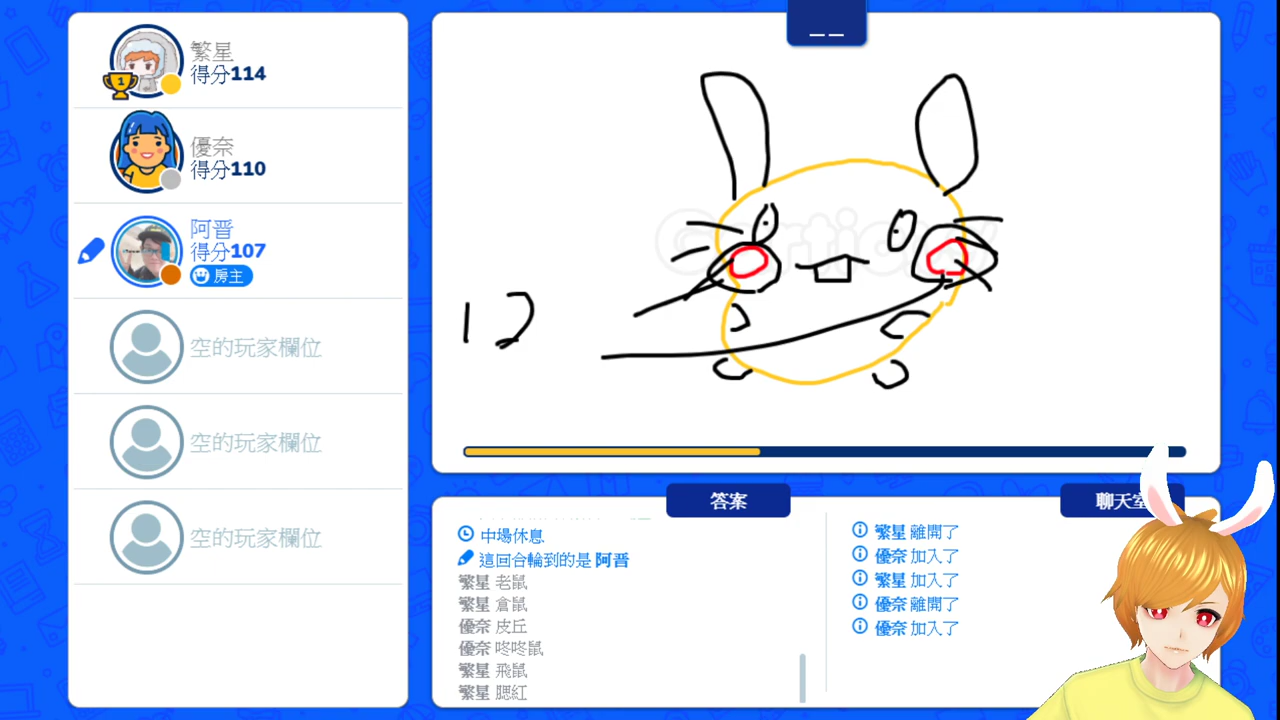 繁星
得分114
1
優奈
得分110
阿晋
得分107
房主
空的玩家欄位
空的玩家欄位
空的玩家欄位
Gartic
12
答案
中場休息
這回合輪到的是 阿晋
繁星 老鼠
繁星 倉鼠
優奈 皮丘
優奈 咚咚鼠
繁星 飛鼠
繁星 腮紅
聊天室
繁星 離開了
優奈 加入了
繁星 加入了
優奈 離開了
優奈 加入了